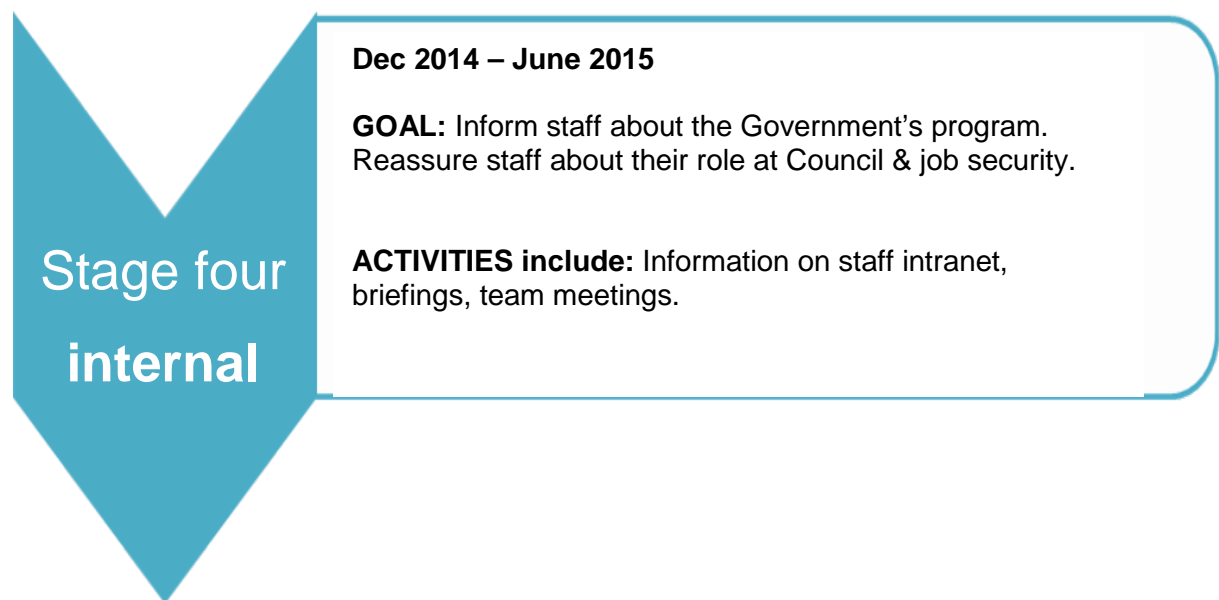 Stage four
internal
Dec 2014 – June 2015
GOAL: Inform staff about the Government’s program.
Reassure staff about their role at Council & job security.
ACTIVITIES include: Information on staff intranet,
briefings, team meetings.